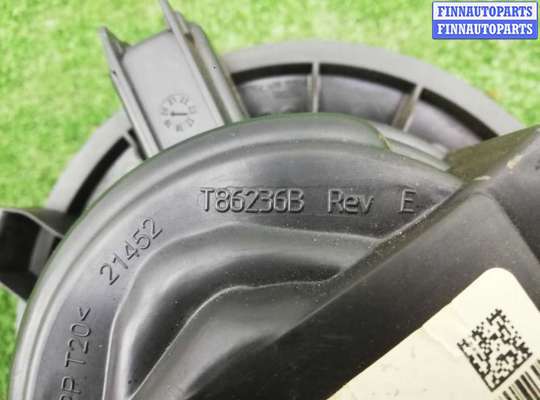 FINNAUTOPARTS
FINNAUTOPARTS
T86236B Rev E
21452
PP T20<